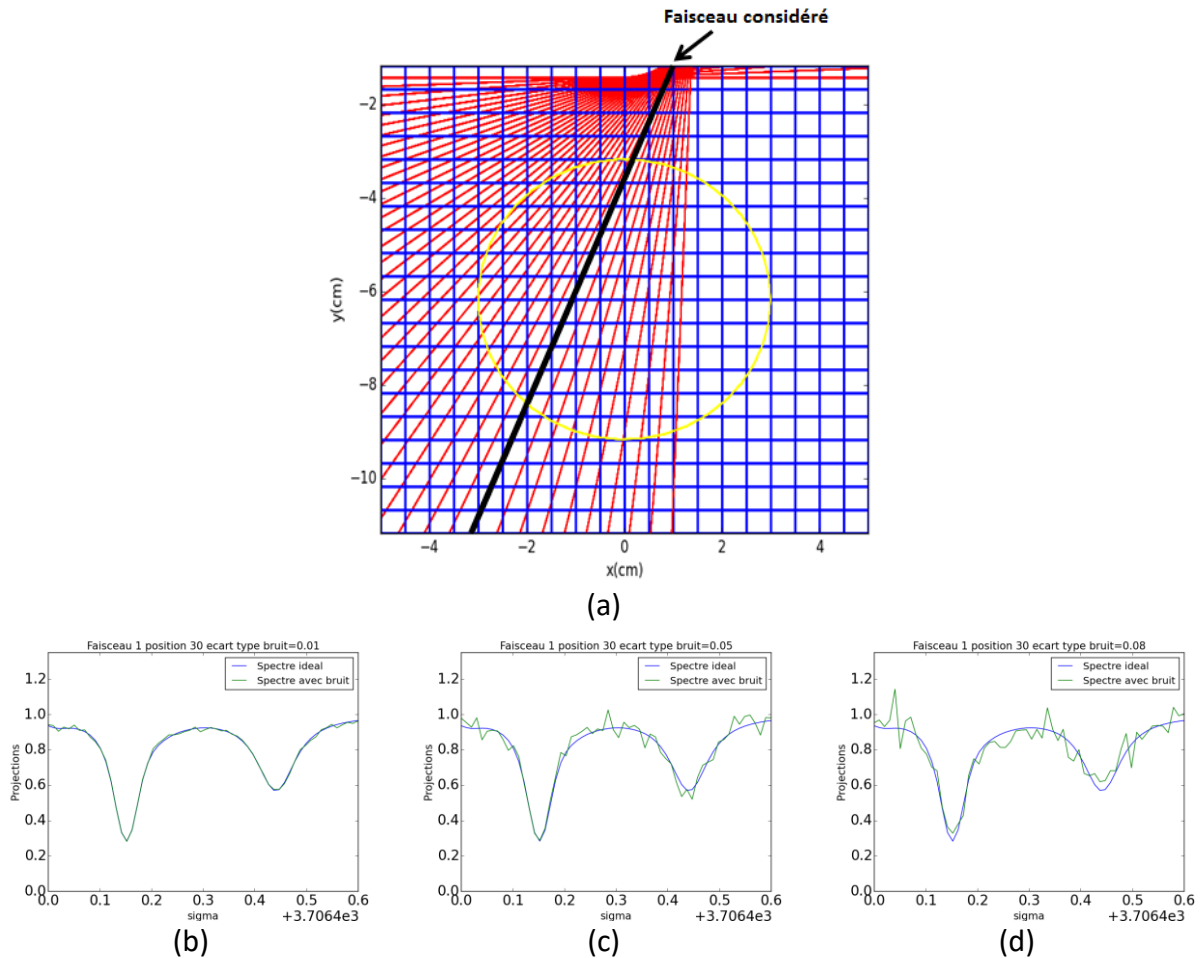 Faisceau considéré
−2
−4
−6
−8
−10
y(cm)
−4 −2 0 2 4
x(cm)
(a)
Faisceau 1 position 30 ecart type bruit=0.01
Spectre ideal
Spectre avec bruit
1.2
1.0
0.8
0.6
0.4
0.2
0.0
Projections
0.0 0.1 0.2 0.3 0.4 0.5 0.6
sigma +3.7064e3
(b)
Faisceau 1 position 30 ecart type bruit=0.05
Spectre ideal
Spectre avec bruit
1.2
1.0
0.8
0.6
0.4
0.2
0.0
Projections
0.0 0.1 0.2 0.3 0.4 0.5 0.6
sigma +3.7064e3
(c)
Faisceau 1 position 30 ecart type bruit=0.08
Spectre ideal
Spectre avec bruit
1.2
1.0
0.8
0.6
0.4
0.2
0.0
Projections
0.0 0.1 0.2 0.3 0.4 0.5 0.6
sigma +3.7064e3
(d)